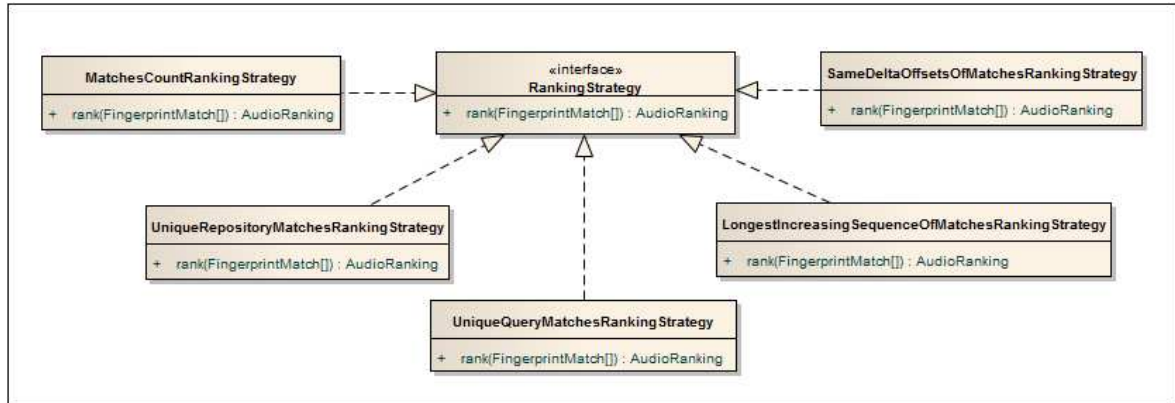 MatchesCountRankingStrategy
+ rank(FingerprintMatch[]) : AudioRanking
«interface»
RankingStrategy
+ rank(FingerprintMatch[]) : AudioRanking
SameDeltaOffsetsOfMatchesRankingStrategy
+ rank(FingerprintMatch[]) : AudioRanking
UniqueRepositoryMatchesRankingStrategy
+ rank(FingerprintMatch[]) : AudioRanking
LongestIncreasingSequenceOfMatchesRankingStrategy
+ rank(FingerprintMatch[]) : AudioRanking
UniqueQueryMatchesRankingStrategy
+ rank(FingerprintMatch[]) : AudioRanking